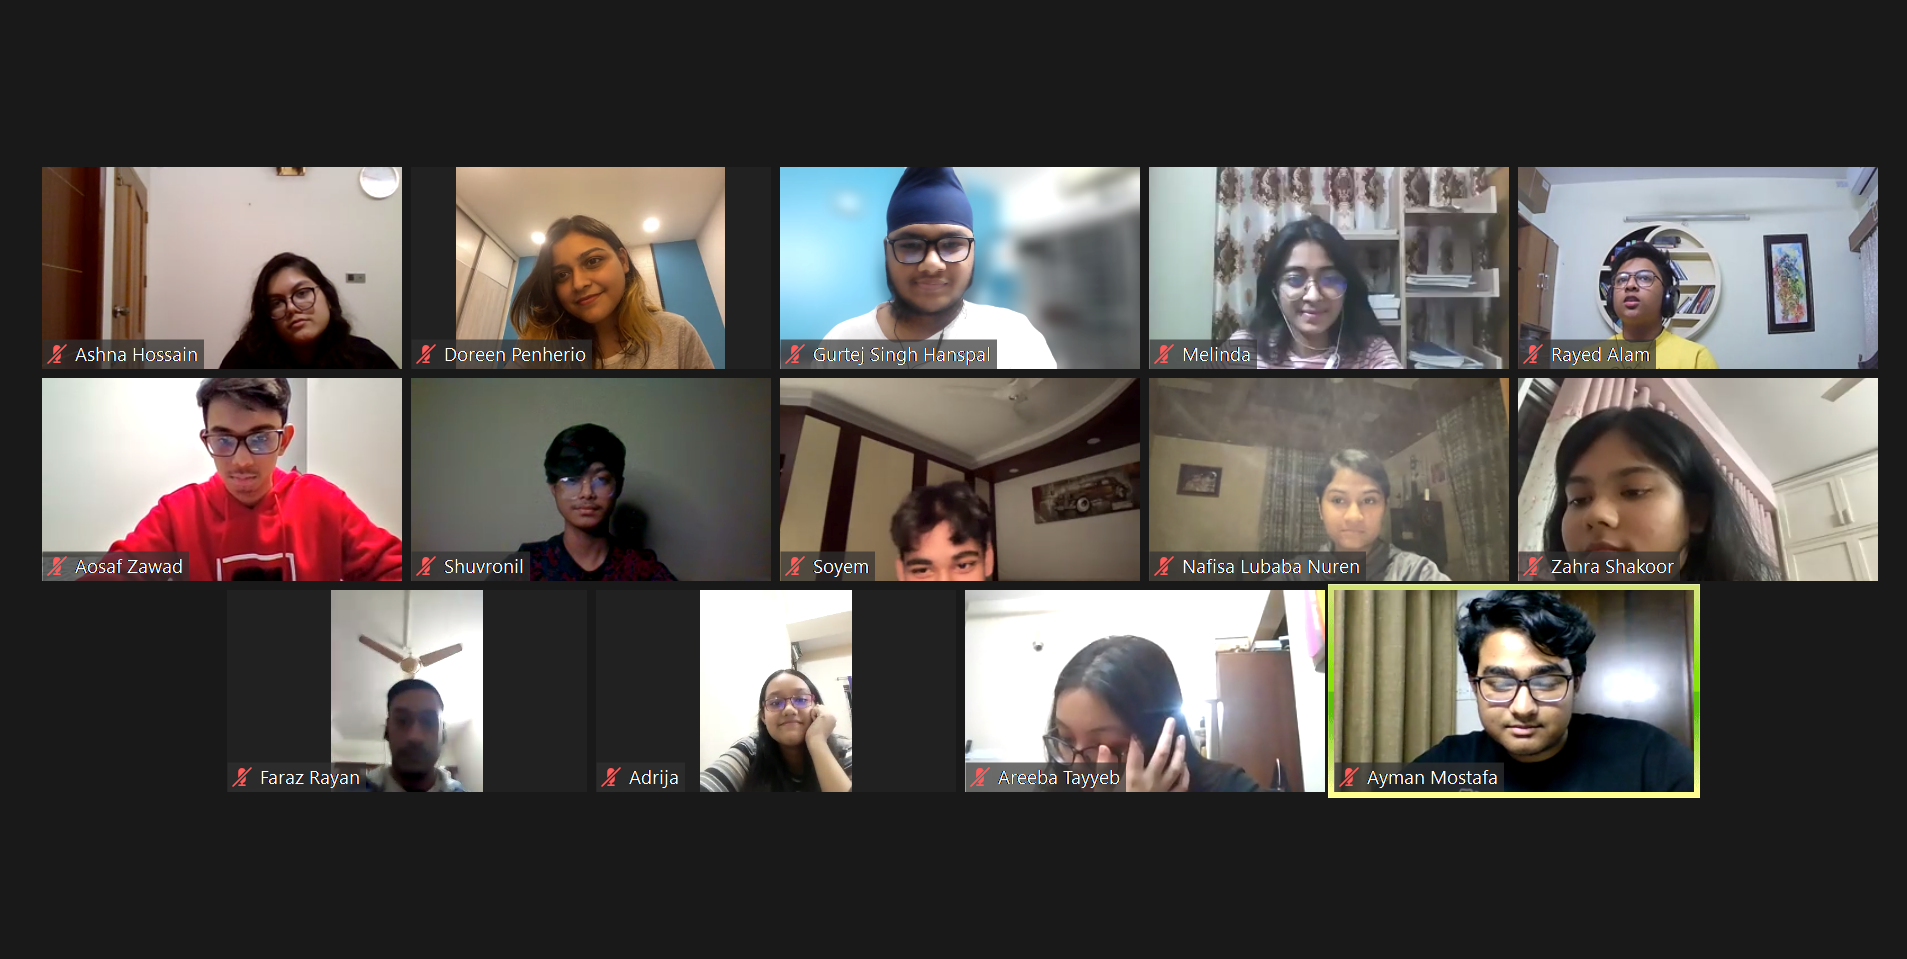 Ashna Hossain
Doreen Penherio
Gurtej Singh Hanspal
Melinda
Rayed Alam
Aosaf Zawad
Shuvronil
Soyem
Nafisa Lubaba Nuren
Zahra Shakoor
Faraz Rayan
Adrija
Areeba Tayyeb
Ayman Mostafa